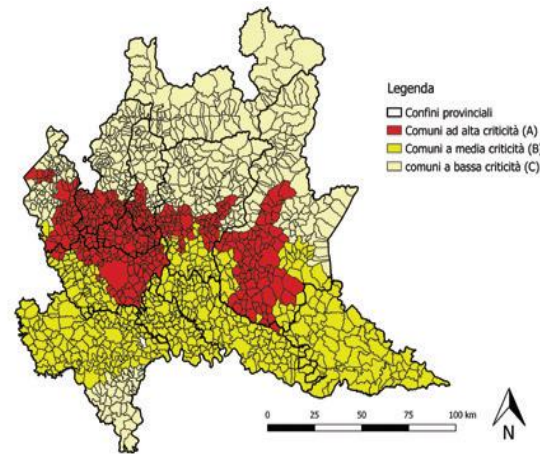 Legenda
Confini provinciali
Comuni ad alta criticità (A)
Comuni a media criticità (B)
comuni a bassa criticità (C)
0 25 50 75 100 km
N